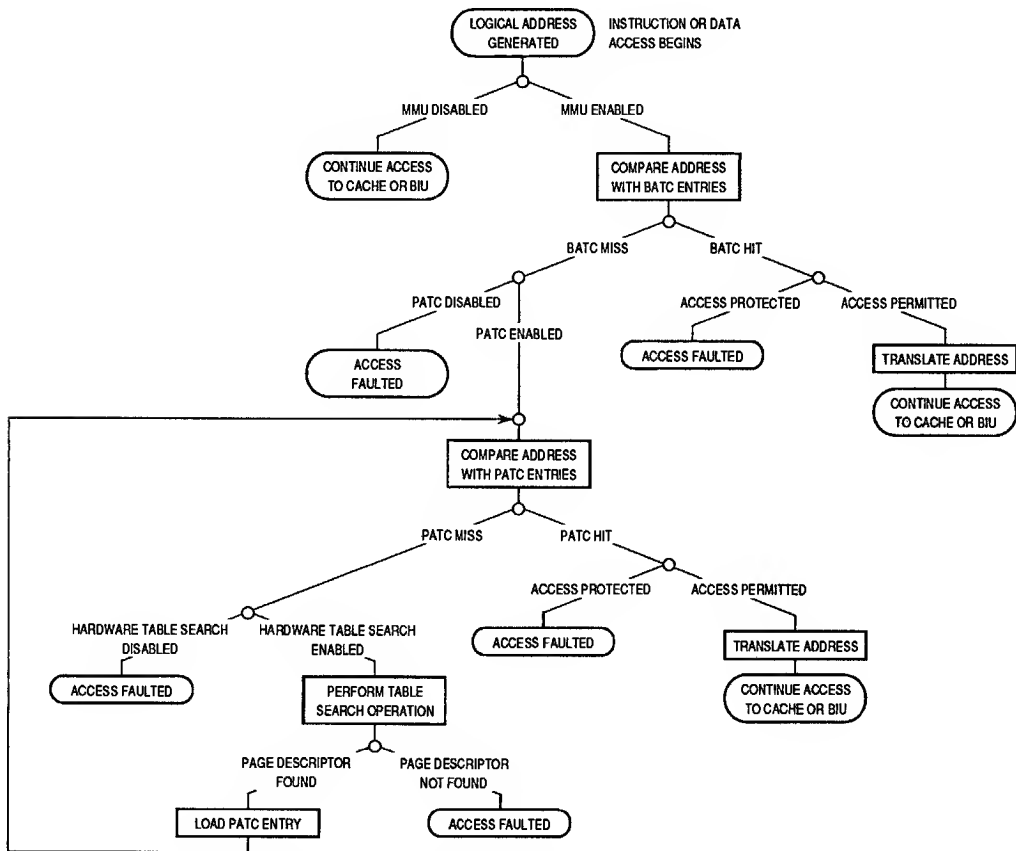 LOGICAL ADDRESS
GENERATED
INSTRUCTION OR DATA
ACCESS BEGINS
MMU DISABLED
MMU ENABLED
CONTINUE ACCESS
TO CACHE OR BIU
COMPARE ADDRESS
WITH BATC ENTRIES
BATC MISS
BATC HIT
PATC DISABLED
PATC ENABLED
ACCESS PROTECTED
ACCESS PERMITTED
ACCESS
FAULTED
ACCESS FAULTED
TRANSLATE ADDRESS
CONTINUE ACCESS
TO CACHE OR BIU
COMPARE ADDRESS
WITH PATC ENTRIES
PATC MISS
PATC HIT
ACCESS PROTECTED
ACCESS PERMITTED
HARDWARE TABLE SEARCH
DISABLED
HARDWARE TABLE SEARCH
ENABLED
ACCESS FAULTED
TRANSLATE ADDRESS
ACCESS FAULTED
PERFORM TABLE
SEARCH OPERATION
CONTINUE ACCESS
TO CACHE OR BIU
PAGE DESCRIPTOR
FOUND
PAGE DESCRIPTOR
NOT FOUND
LOAD PATC ENTRY
ACCESS FAULTED